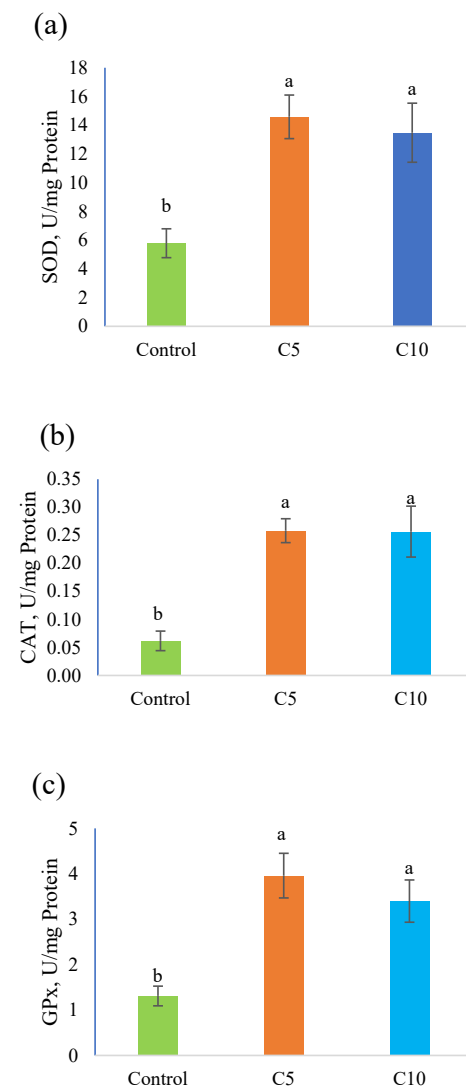 (a)
SOD, U/mg Protein
18
16
14
12
10
8
6
4
2
0
b
a
a
Control C5 C10
(b)
CAT, U/mg Protein
0.35
0.30
0.25
0.20
0.15
0.10
0.05
0.00
b
a
a
Control C5 C10
(c)
GPx, U/mg Protein
5
4
3
2
1
0
b
a
a
Control C5 C10